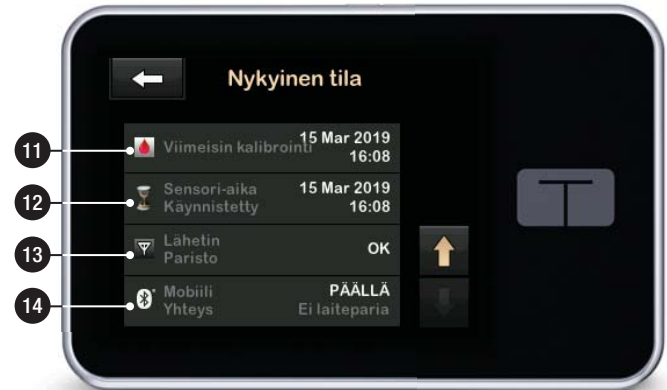 Nykyinen tila
11
Viimeisin kalibrointi
15 Mar 2019
16:08
12
Sensori-aika
Käynnistetty
15 Mar 2019
16:08
13
Lähetin
Paristo
OK
14
Mobiili
Yhteys
PÄÄLLÄ
Ei laiteparia